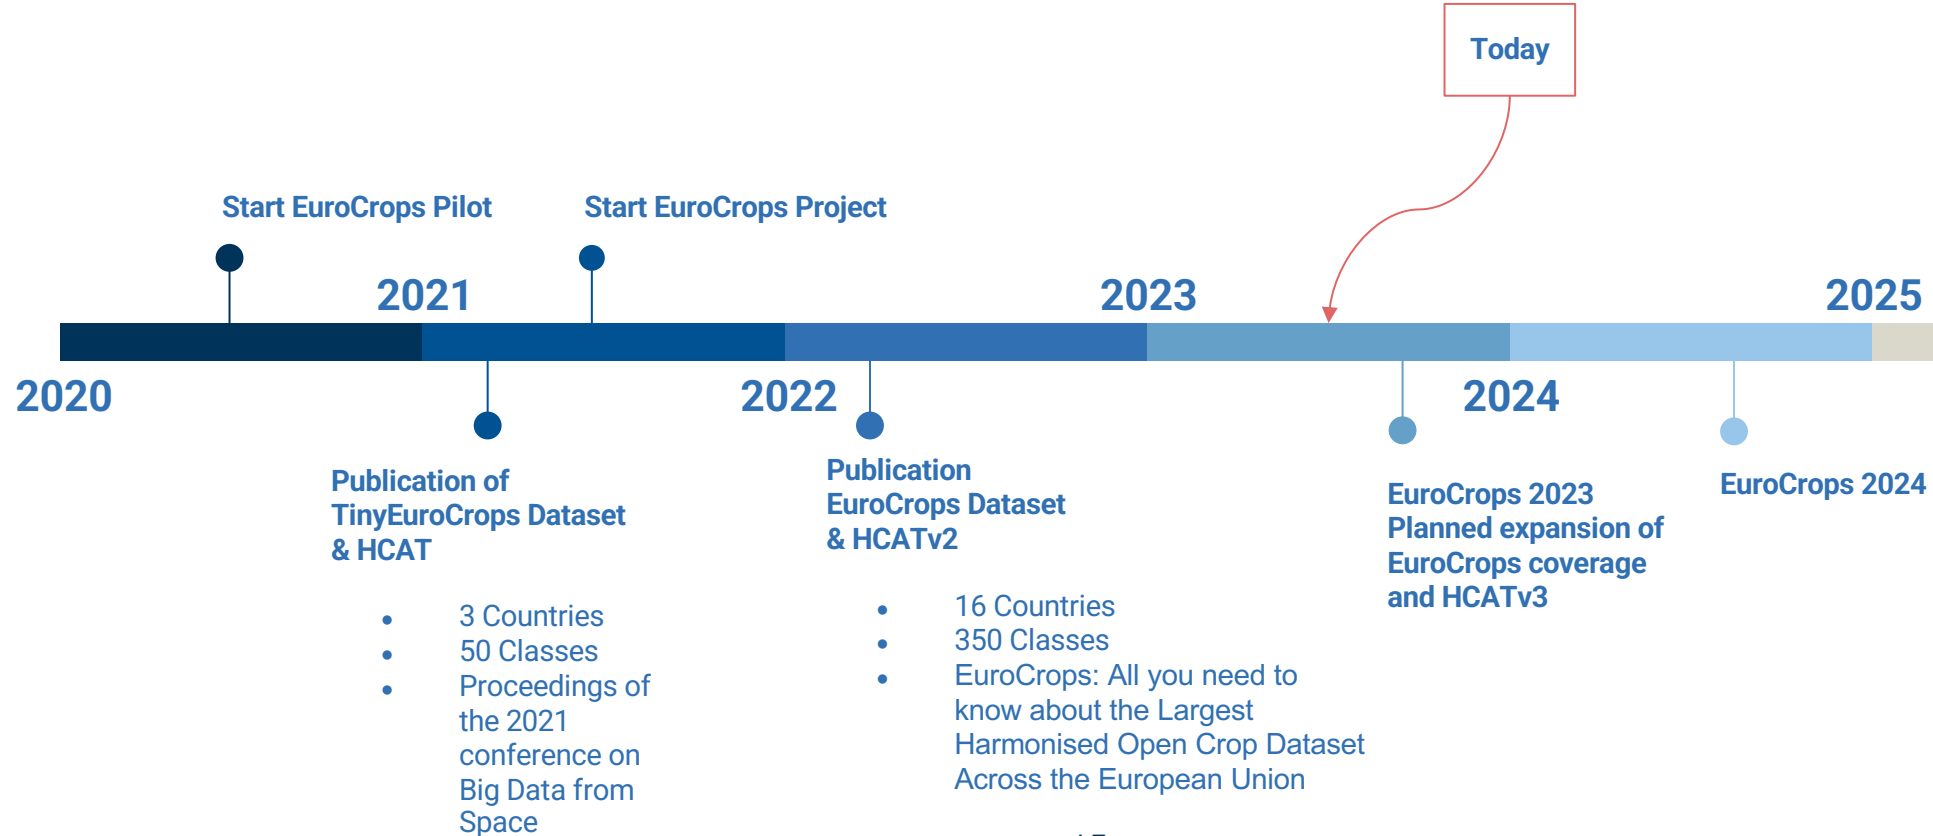 Today
Start EuroCrops Pilot
Start EuroCrops Project
2021
2023
2025
2020
2022
2024
Publication of
TinyEuroCrops Dataset
& HCAT
• 3 Countries
• 50 Classes
• Proceedings of
the 2021
conference on
Big Data from
Space
Publication
EuroCrops Dataset
& HCATv2
• 16 Countries
• 350 Classes
• EuroCrops: All you need to
know about the Largest
Harmonised Open Crop Dataset
Across the European Union
EuroCrops 2023
Planned expansion of
EuroCrops coverage
and HCATv3
EuroCrops 2024